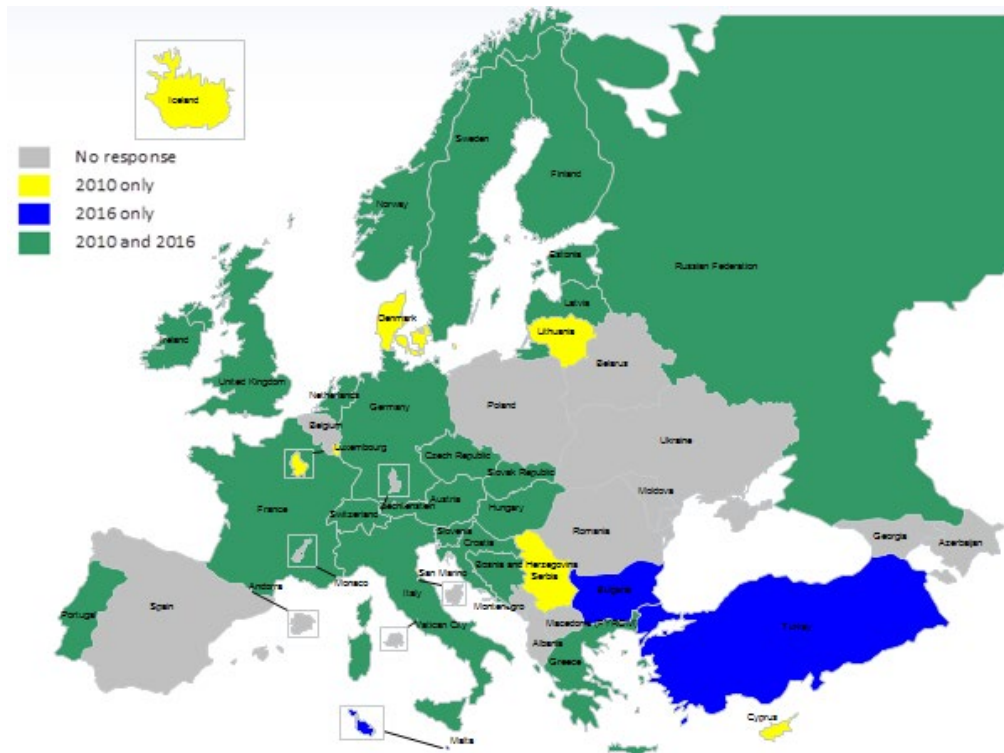 Iceland
No response
2010 only
2016 only
2010 and 2016
Sweden
Finland
Norway
Estonia
Russian Federation
Latvia
Denmark
Lithuania
Ireland
Belarus
United Kingdom
Netherlands
Germany
Poland
Belgium
Ukraine
Luxembourg
Czech Republic
Slovak Republic
Moldova
Austria
Liechtenstein
France
Switzerland
Hungary
Romania
Slovenia
Georgia
Croatia
Azerbaijan
Bosnia and Herzegovina
San Marino
Serbia
Monaco
Andorra
Italy
Bulgaria
Spain
Montenegro
Portugal
Vatican City
Macedonia
Turkey
Albania
Greece
Cyprus
Malta